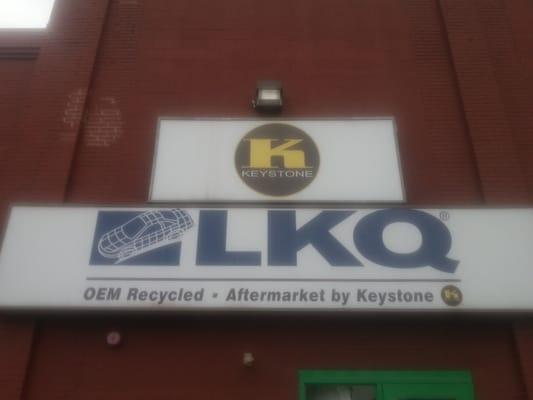 K
KEYSTONE
LKQ®
OEM Recycled • Aftermarket by Keystone K